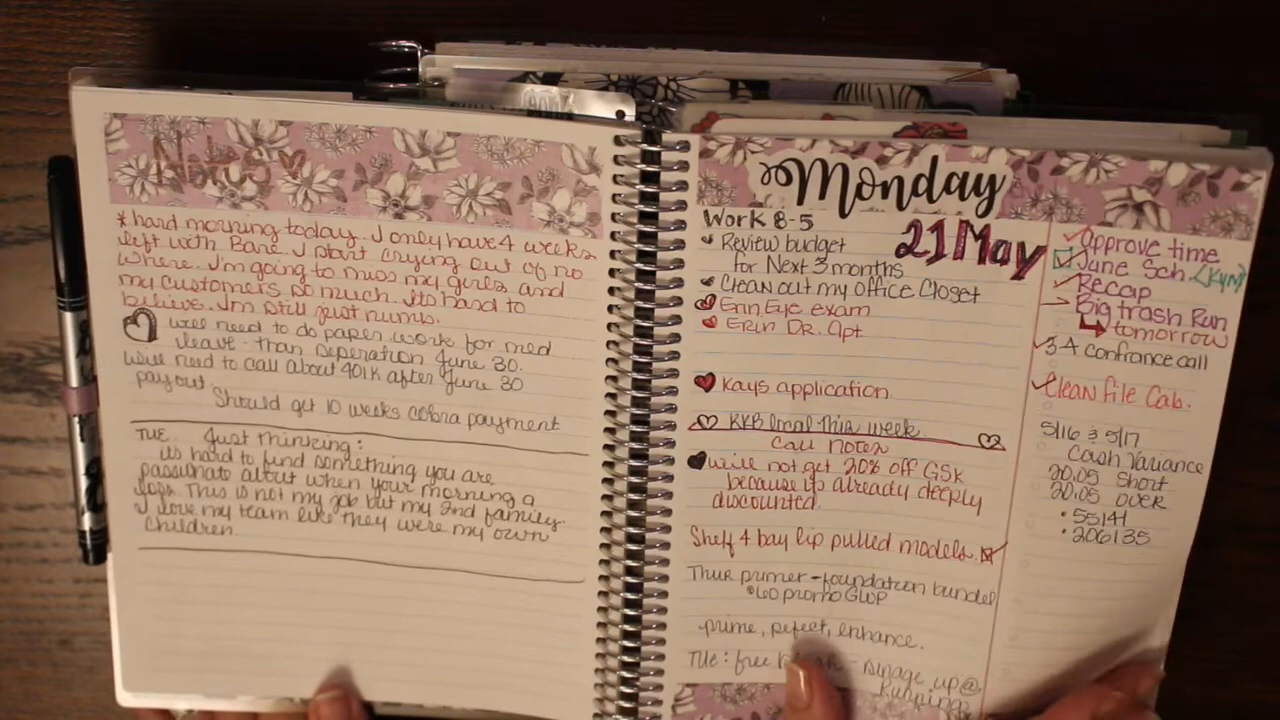 Notes
* hard morning today. I only have 4 weeks
left with Bare. I start crying out of no
where. I'm going to miss my girls and
my customers so much. Its hard to
believe. I'm still just numb.
will need to do paper work for med
leave - than seperation June 30.
will need to call about 401K after June 30
payout.
Should get 10 weeks cobra payment
TUE. Just thinking:
its hard to find something you are
passionate about when your morning a
loss. This is not my job but my 2nd family.
I love my team like they were my own
children.
Monday
21 May
Work 8-5
Review budget
for Next 3 months
Clean out my office Closet
Erin Eye exam
Erin Dr. Apt
Kays application
RKB local this week.
Call Notes
will not get 20% off GSK
because its already deeply
discounted.
Shelf 4 bay lip pulled models.
Thur primer - foundation bundel
$60 promo GWP
prime, perfect, enhance.
TUE: free - signage up @
Running
Approve time
June Sch. (Kym)
Recap
Big trash Run
tomorrow
3-4 confrance call
Clean File Cab.
5/16 & 5/17
Cash Variance
20.05 Short
20.05 over
• 55141
• 206135